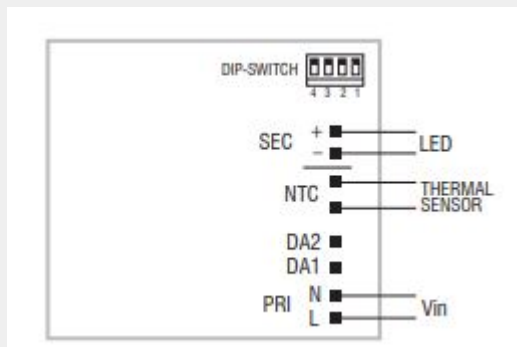 DIP-SWITCH
4 3 2 1
SEC + LED
−
NTC THERMAL
SENSOR
DA2
DA1
PRI N Vin
L